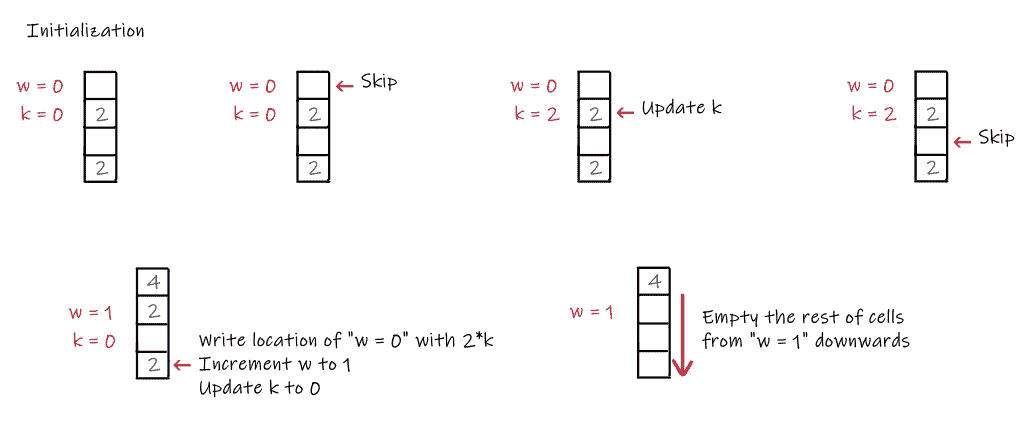 Initialization
w = 0
k = 0
2
2
w = 0
k = 0
2
2
Skip
w = 0
k = 2
2
2
Update k
w = 0
k = 2
2
2
Skip
w = 1
k = 0
4
2
2
Write location of "w = 0" with 2*k
Increment w to 1
Update k to 0
w = 1
4
Empty the rest of cells
from "w = 1" downwards